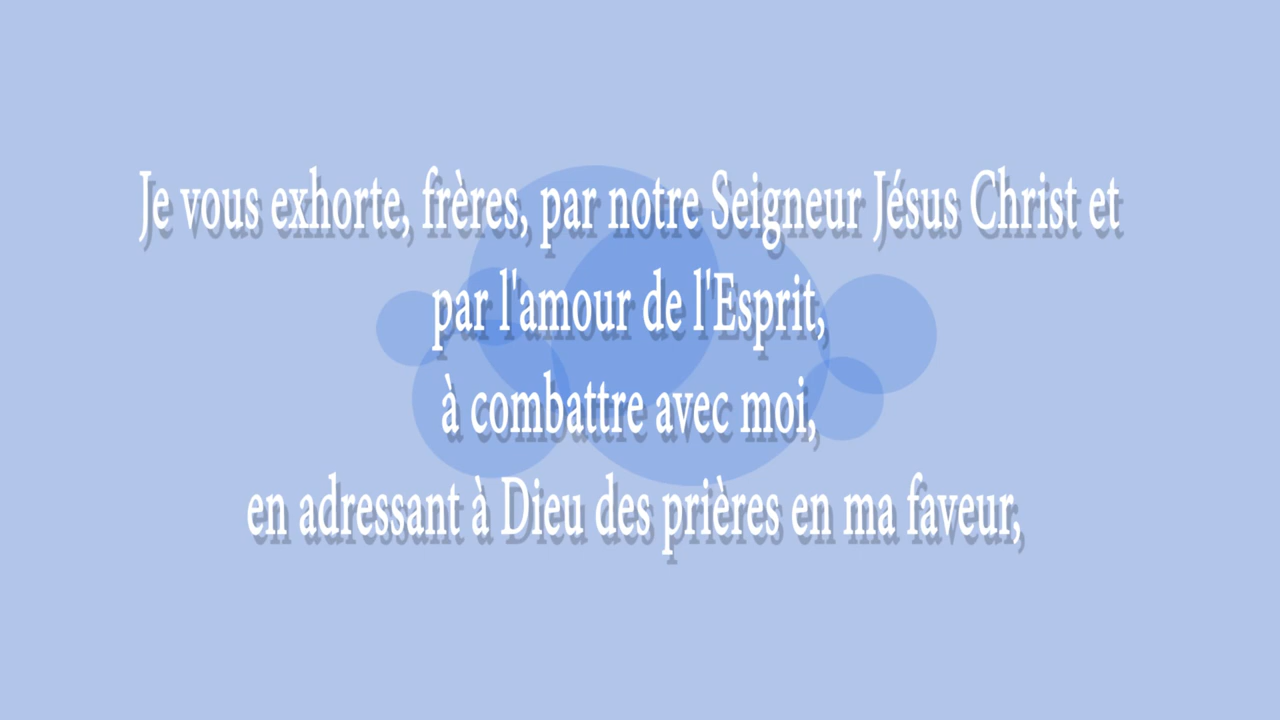 Je vous exhorte, frères, par notre Seigneur Jésus Christ et
par l'amour de l'Esprit,
à combattre avec moi,
en adressant à Dieu des prières en ma faveur,